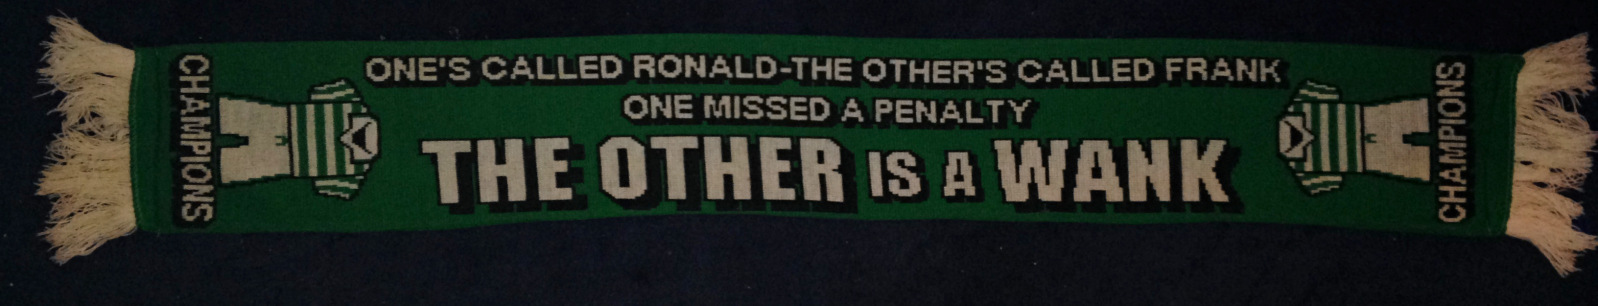 CHAMPIONS
ONE'S CALLED RONALD-THE OTHER'S CALLED FRANK
ONE MISSED A PENALTY
THE OTHER IS A WANK
CHAMPIONS